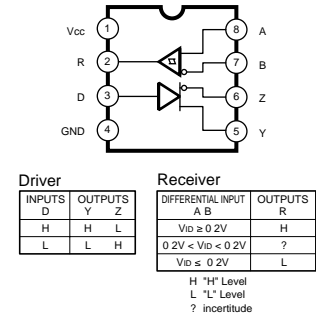 Vcc 1 8 A
R 2 7 B
D 3 6 Z
GND 4 5 Y
Driver
INPUTS OUTPUTS
D Y Z
H H L
L L H
Receiver
DIFFERENTIAL INPUT OUTPUTS
A B R
VID ≥ 0 2V H
0 2V < VID < 0 2V ?
VID ≤ 0 2V L
H "H" Level
L "L" Level
? incertitude